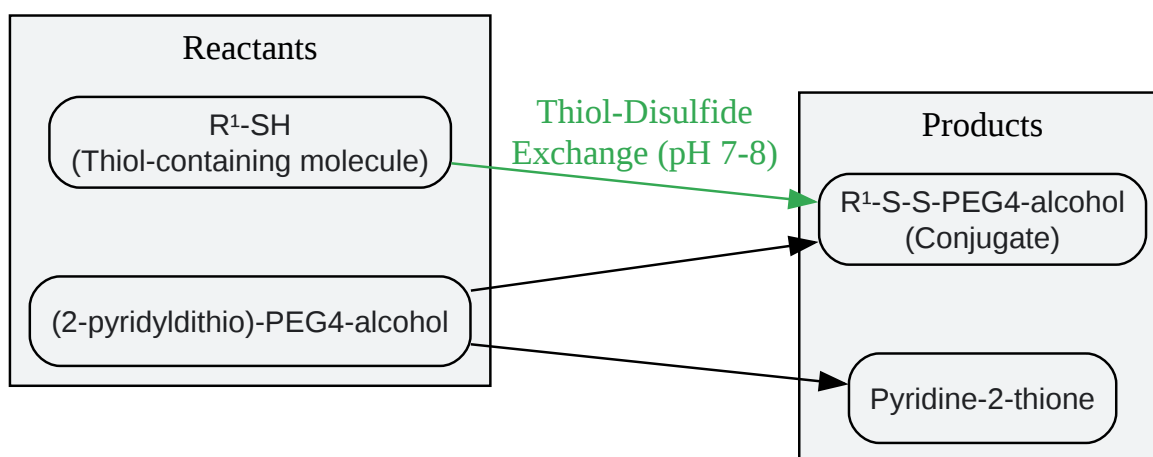 Reactants
R¹-SH
(Thiol-containing molecule)
(2-pyridyldithio)-PEG4-alcohol
Thiol-Disulfide
Exchange (pH 7-8)
Products
R¹-S-S-PEG4-alcohol
(Conjugate)
Pyridine-2-thione